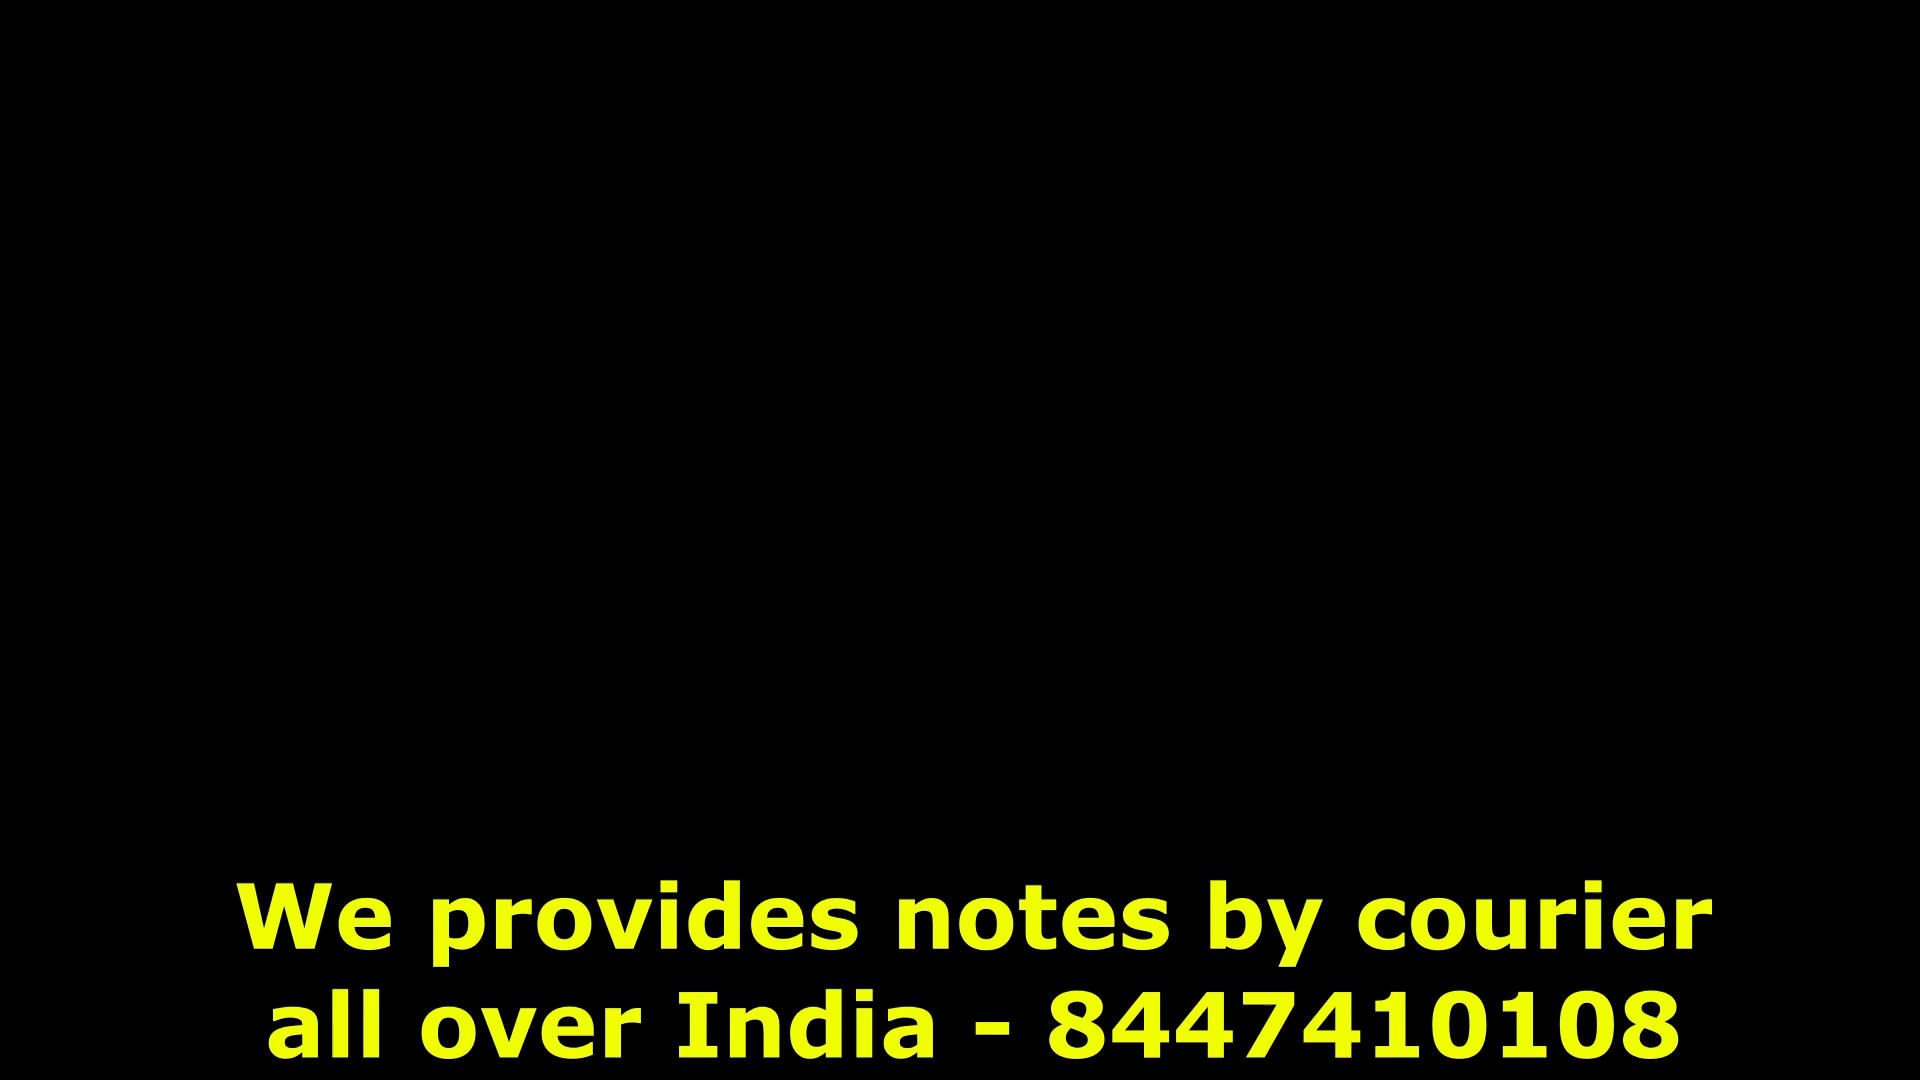 We provides notes by courier
all over India - 8447410108